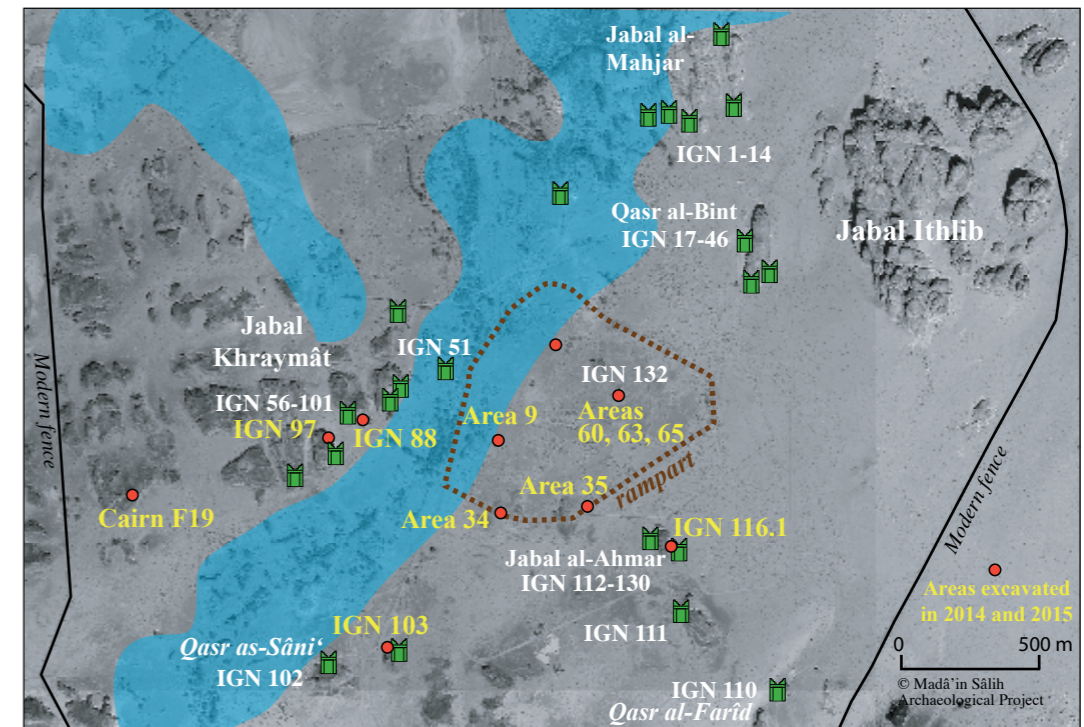 Jabal al-
Mahjar
IGN 1-14
Qasr al-Bint
IGN 17-46
Jabal Ithlib
Jabal
Khraymât
IGN 51
IGN 132
IGN 56-101
Area 9
Areas
60, 63, 65
IGN 97
IGN 88
rampart
Modern fence
Modern fence
Area 35
Cairn F19
Area 34
IGN 116.1
Jabal al-Ahmar
IGN 112-130
Areas excavated
in 2014 and 2015
IGN 103
IGN 111
Qasr as-Sâni‘
IGN 102
0 500 m
© Madâ’in Sâlih
Archaeological Project
IGN 110
Qasr al-Farîd